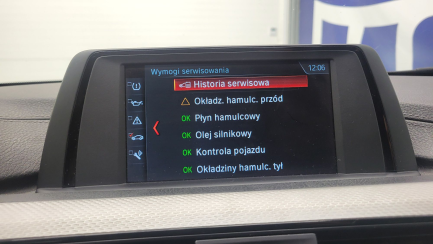 Wymogi serwisowania 12:06
Historia serwisowa
Okładz. hamulc. przód
OK Płyn hamulcowy
OK Olej silnikowy
OK Kontrola pojazdu
OK Okładziny hamulc. tył